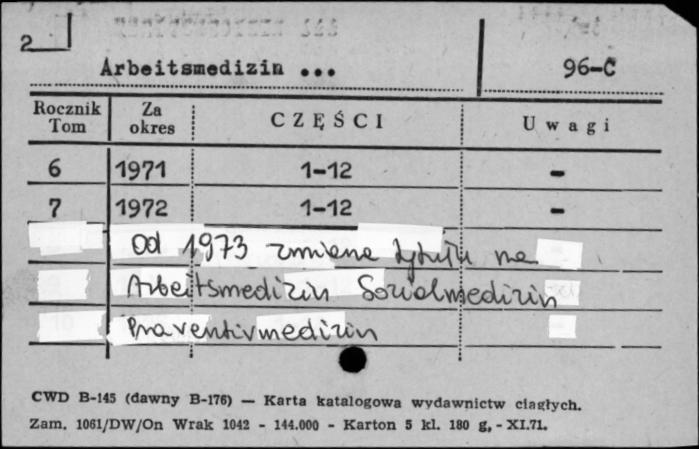 2
Arbeitsmedizin ...
96-C
Rocznik Tom
Za okres
CZĘŚCI
Uwagi
6 1971 1-12 -
7 1972 1-12 -
Od 1973 zmiana tytułu na
Arbeitsmedizin Sozialmedizin
Praventivmedizin
CWD B-145 (dawny B-176) — Karta katalogowa wydawnictw ciągłych.
Zam. 1061/DW/On Wrak 1042 - 144.000 - Karton 5 kl. 180 g, - XI.71.